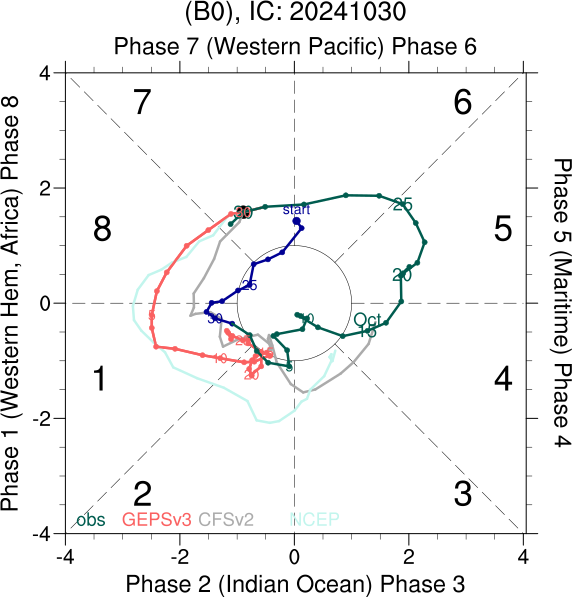 (B0), IC: 20241030
Phase 7 (Western Pacific) Phase 6
Phase 1 (Western Hem, Africa) Phase 8
Phase 5 (Maritime) Phase 4
4
2
0
-2
-4
7
6
8
5
1
4
2
3
start
25
20
Oct
15
25
30
30
5
5
10
20
obs GEPSv3 CFSv2 NCEP
-4 -2 0 2 4
Phase 2 (Indian Ocean) Phase 3